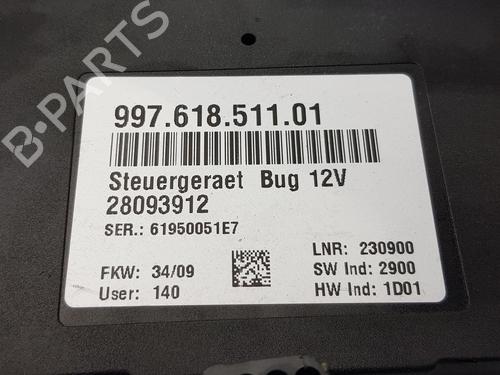 B-PARTS
997.618.511.01
Steuergeraet Bug 12V
28093912
SER.: 61950051E7
LNR: 230900
FKW: 34/09
SW Ind: 2900
User: 140
HW Ind: 1D01